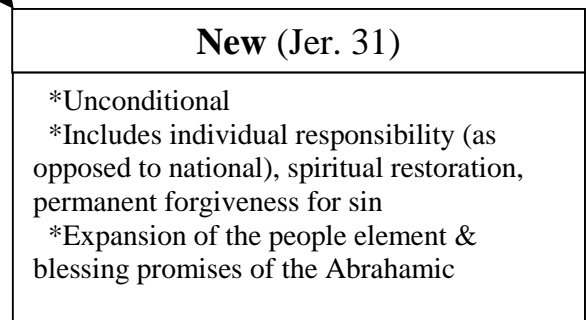 New (Jer. 31)
*Unconditional
*Includes individual responsibility (as
opposed to national), spiritual restoration,
permanent forgiveness for sin
*Expansion of the people element &
blessing promises of the Abrahamic